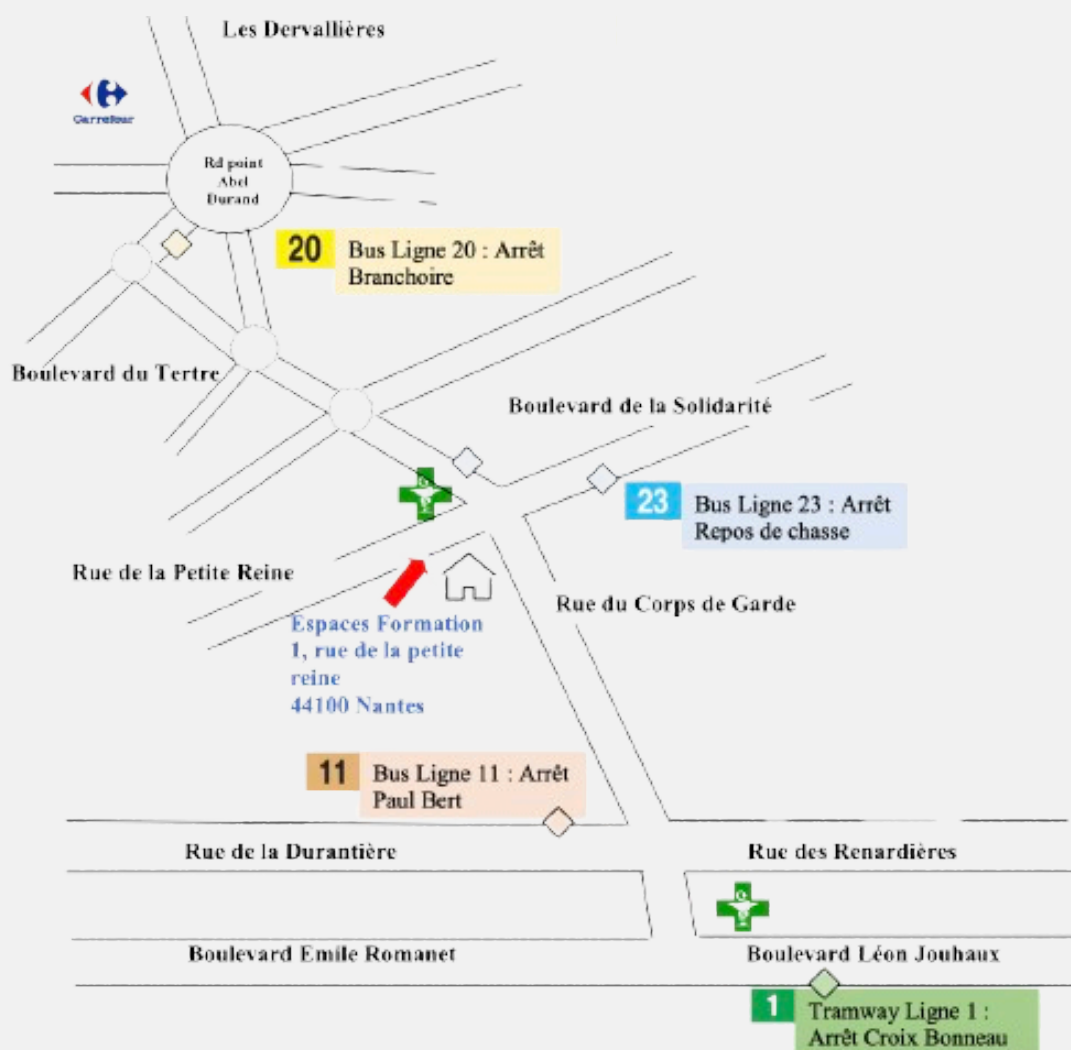 Les Dervallières
Carrefour
Rd point
Abel
Durand
20
Bus Ligne 20 : Arrêt
Branchoire
Boulevard du Tertre
Boulevard de la Solidarité
23
Bus Ligne 23 : Arrêt
Repos de chasse
Rue de la Petite Reine
Rue du Corps de Garde
Espaces Formation
1, rue de la petite
reine
44100 Nantes
11
Bus Ligne 11 : Arrêt
Paul Bert
Rue de la Durantière
Rue des Renardières
Boulevard Emile Romanet
Boulevard Léon Jouhaux
1
Tramway Ligne 1 :
Arrêt Croix Bonneau